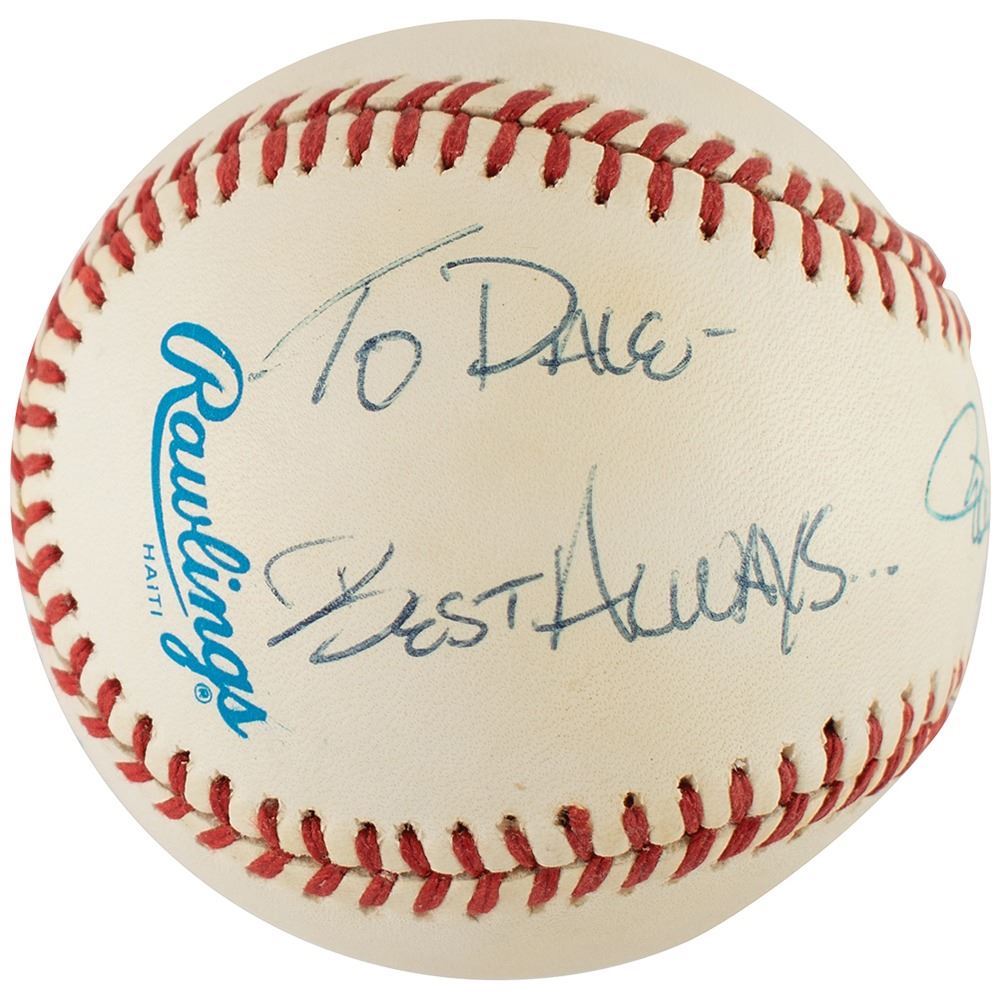 To Dale-
Best Always...
Rawlings®
HAITI